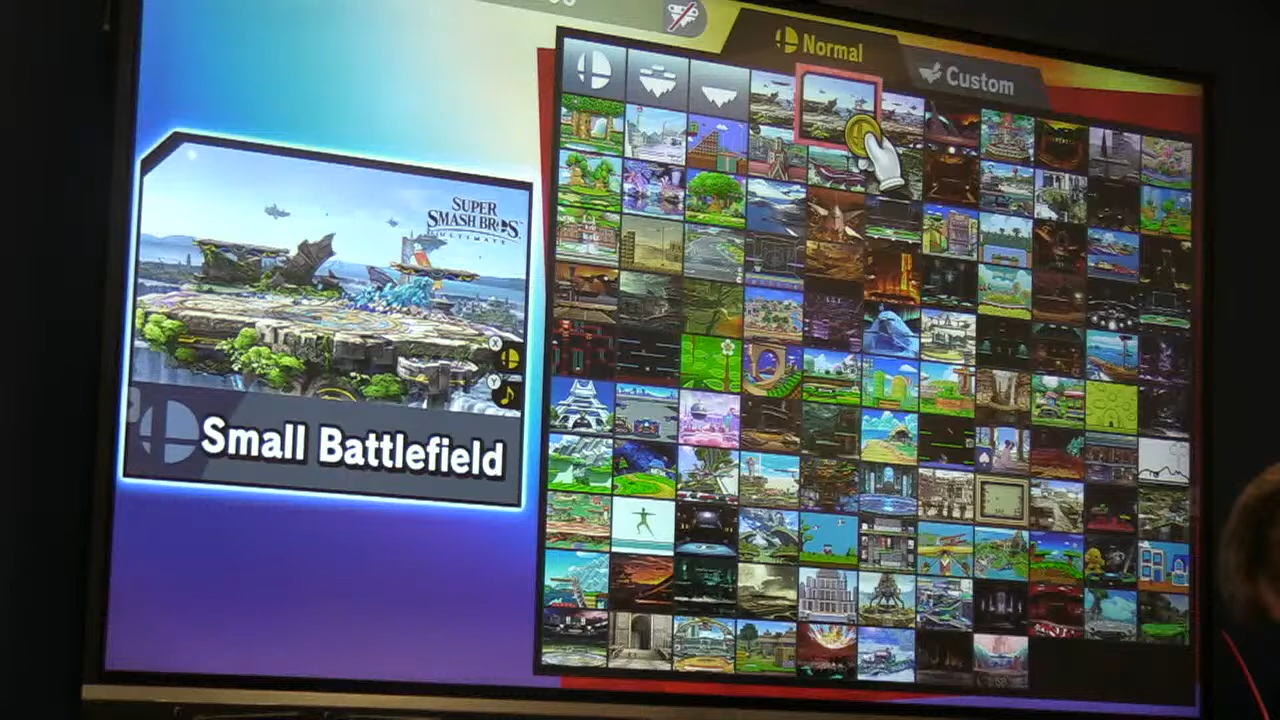 Normal
Custom
SUPER
SMASH BROS.
ULTIMATE
X
Y
Small Battlefield